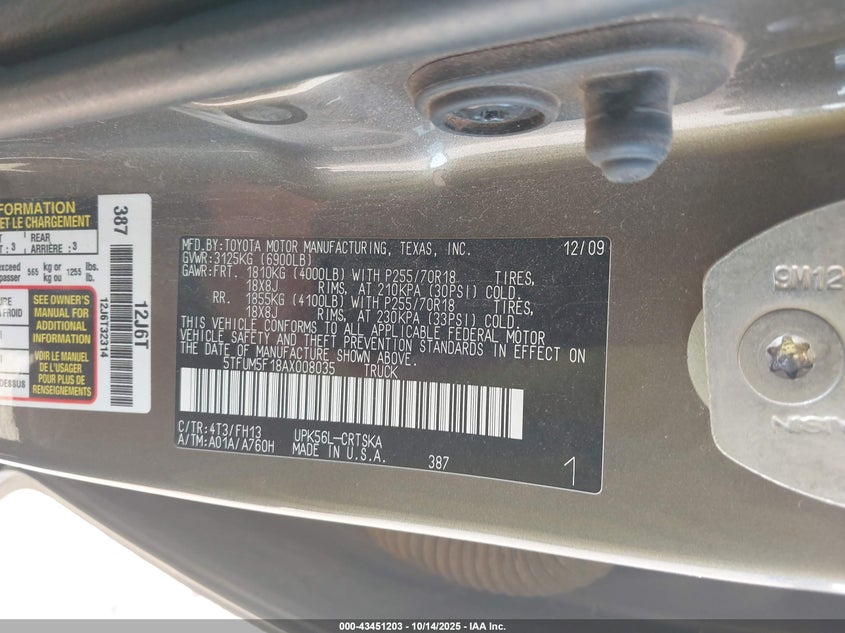 FORMATION
ET LE CHARGEMENT
3
REAR
ARRIÈRE
3
exceed
565
kg or
kg ou
1255
lbs.
lb.
SEE OWNER'S
MANUAL FOR
ADDITIONAL
INFORMATION
VOIR LE MANUEL
DE L'USAGER
POUR PLUS DE
RENSEIGNEMENTS
387
12J6T
12J6T32314
MFD.BY:TOYOTA MOTOR MANUFACTURING, TEXAS, INC. 12/09
GVWR:3125KG (6900LB)
GAWR:FRT. 1810KG (4000LB) WITH P255/70R18 TIRES,
18X8J RIMS, AT 210KPA (30PSI) COLD.
RR. 1855KG (4100LB) WITH P255/70R18 TIRES,
18X8J RIMS, AT 230KPA (33PSI) COLD.
THIS VEHICLE CONFORMS TO ALL APPLICABLE FEDERAL MOTOR
VEHICLE SAFETY AND THEFT PREVENTION STANDARDS IN EFFECT ON
THE DATE OF MANUFACTURE SHOWN ABOVE.
5TFUM5F18AX008035 TRUCK
C/TR:4T3/FH13 UPK56L-CRTSKA
A/TM:A01A/A760H MADE IN U.S.A.
387 1
9M12
000-43451203 - 10/14/2025 - IAA Inc.